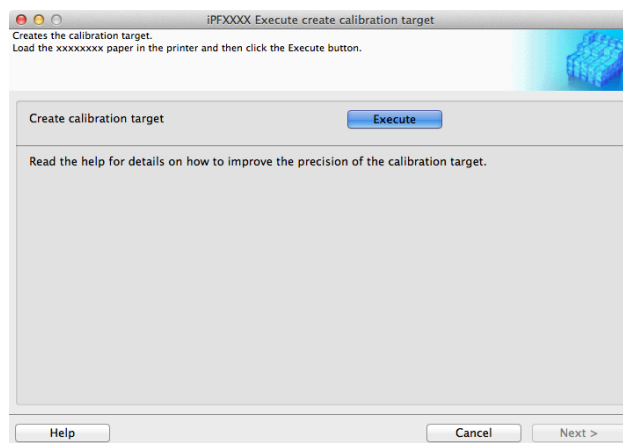 iPFXXXX Execute create calibration target
Creates the calibration target.
Load the xxxxxxxx paper in the printer and then click the Execute button.
Create calibration target
Execute
Read the help for details on how to improve the precision of the calibration target.
Help
Cancel
Next >